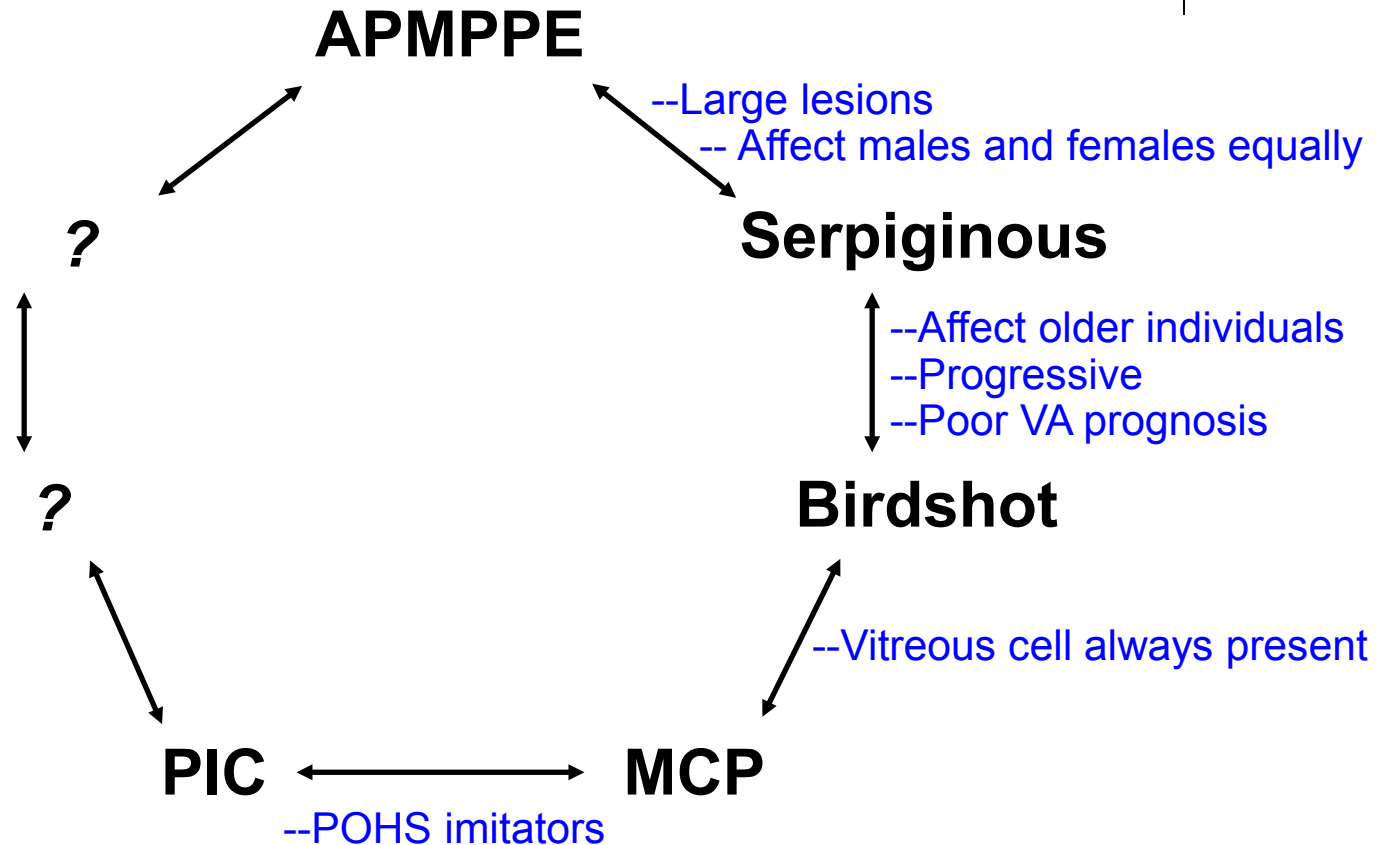 APMPPE
--Large lesions
-- Affect males and females equally
?
Serpiginous
--Affect older individuals
--Progressive
--Poor VA prognosis
?
Birdshot
--Vitreous cell always present
PIC
MCP
--POHS imitators